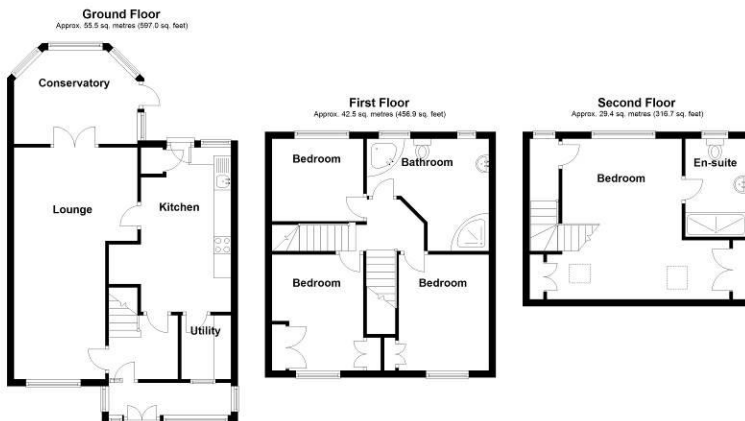 Ground Floor
Approx. 55.5 sq. metres (597.0 sq. feet)
Conservatory
Lounge
Kitchen
Utility
First Floor
Approx. 42.5 sq. metres (456.9 sq. feet)
Bedroom
Bathroom
Bedroom
Bedroom
Second Floor
Approx. 29.4 sq. metres (316.7 sq. feet)
Bedroom
En-suite